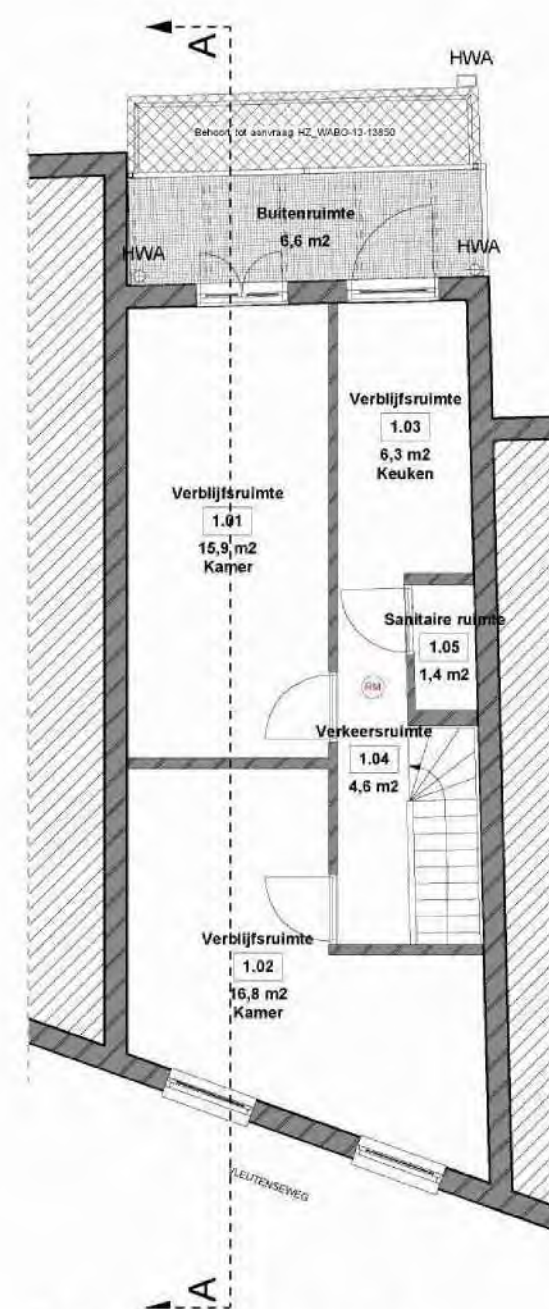 A
HWA
Behoort tot aanvraag HZ_WABO-13-13850
Buitenruimte
6,6 m2
HWA
HWA
Verblijfsruimte
1.03
6,3 m2
Keuken
Verblijfsruimte
1.01
15,9 m2
Kamer
Sanitaire ruimte
1.05
1,4 m2
RM
Verkeersruimte
1.04
4,6 m2
Verblijfsruimte
1.02
16,8 m2
Kamer
VLEUTENSEWEG
A